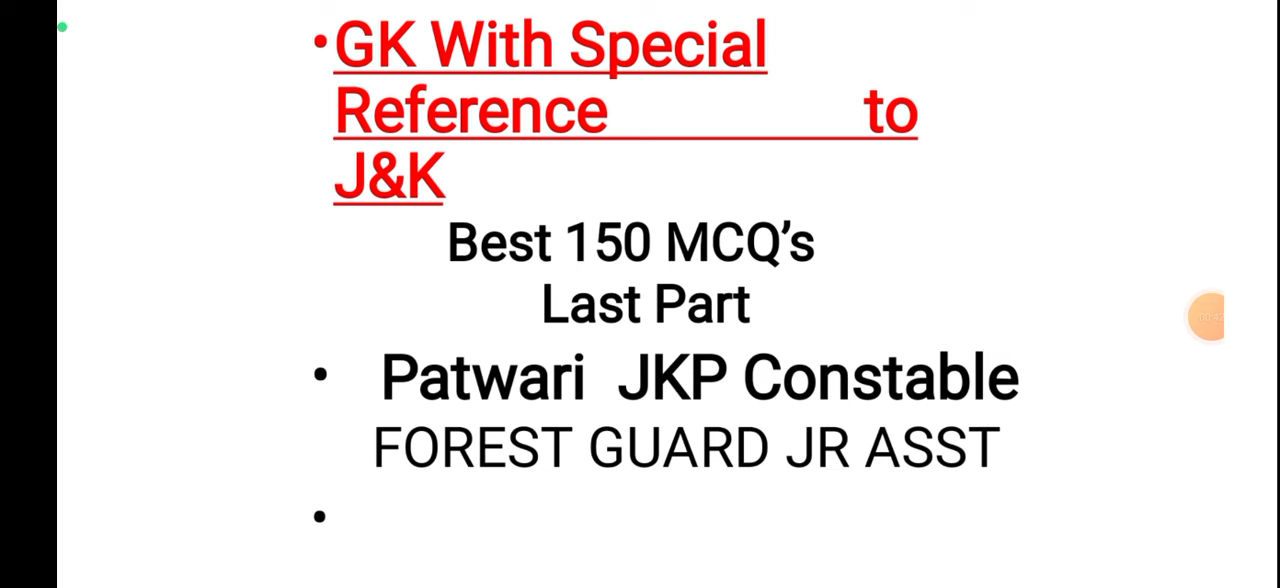 •GK With Special
Reference to
J&K
Best 150 MCQ’s
Last Part
• Patwari JKP Constable
FOREST GUARD JR ASST
•